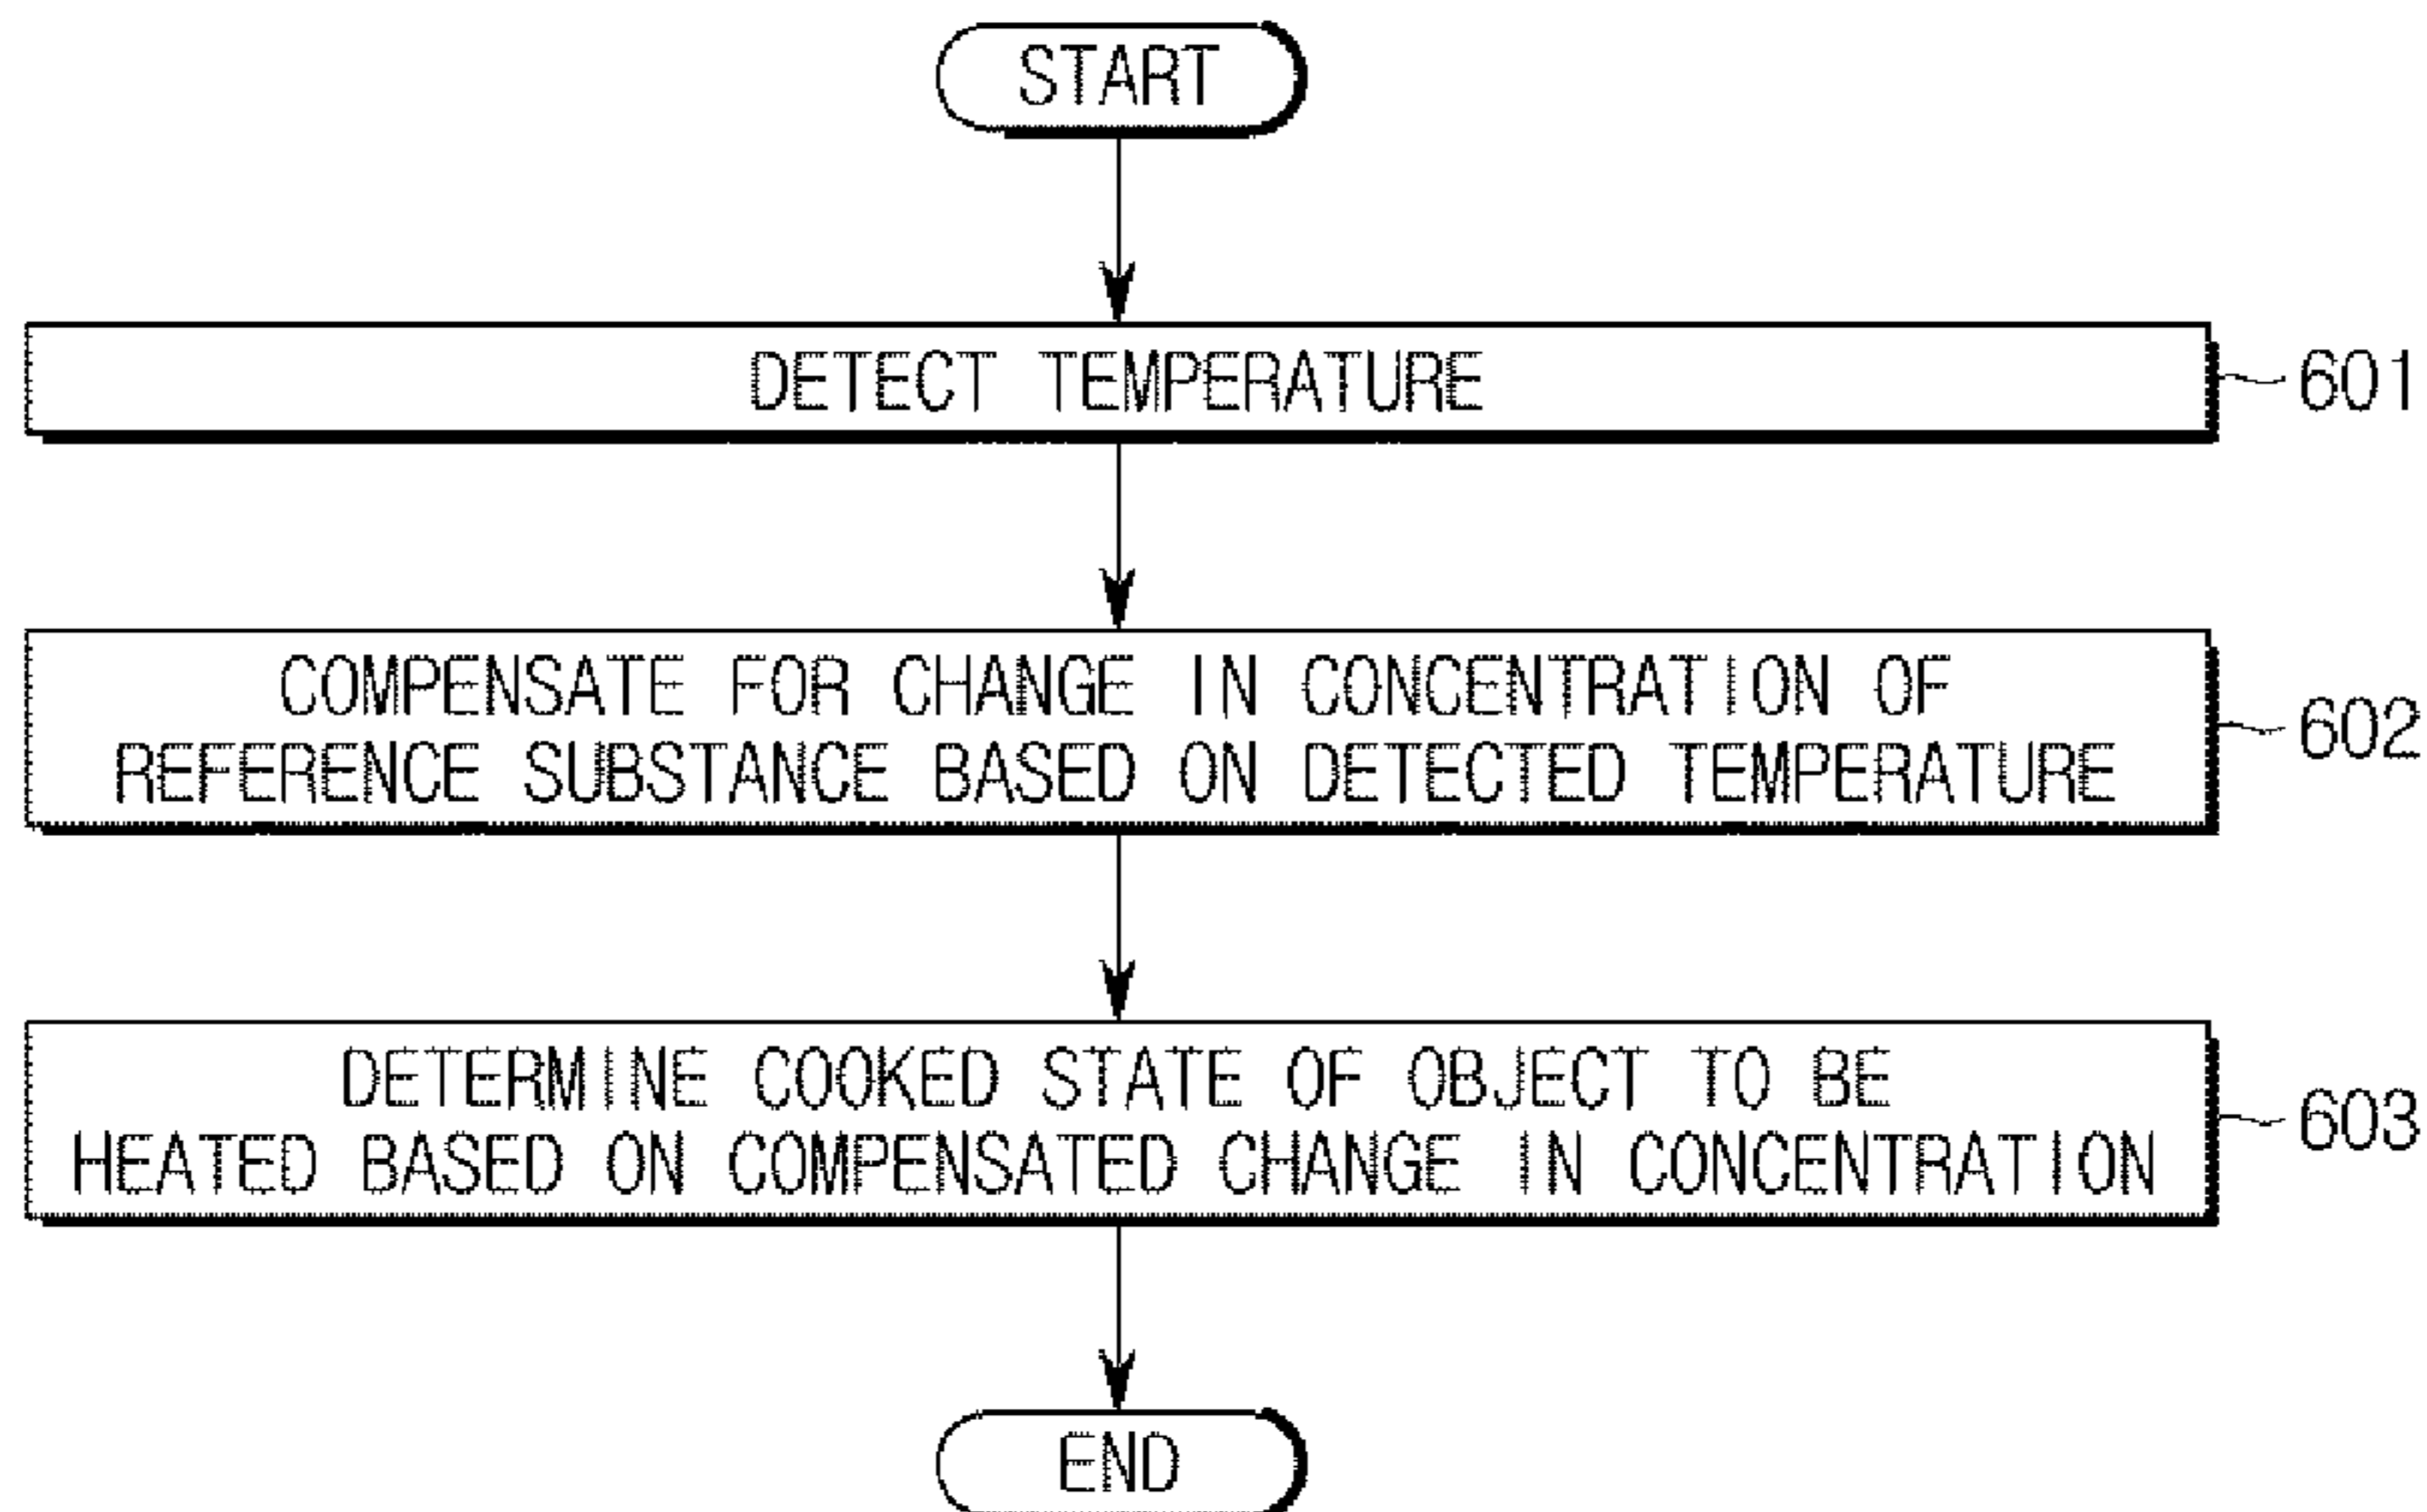 START
DETECT TEMPERATURE
601
COMPENSATE FOR CHANGE IN CONCENTRATION OF
REFERENCE SUBSTANCE BASED ON DETECTED TEMPERATURE
602
DETERMINE COOKED STATE OF OBJECT TO BE
HEATED BASED ON COMPENSATED CHANGE IN CONCENTRATION
603
END